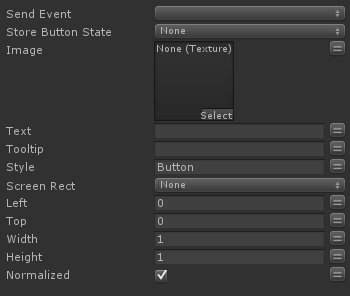 Send Event
Store Button State None
Image None (Texture)
Select
Text
Tooltip
Style Button
Screen Rect None
Left 0
Top 0
Width 1
Height 1
Normalized